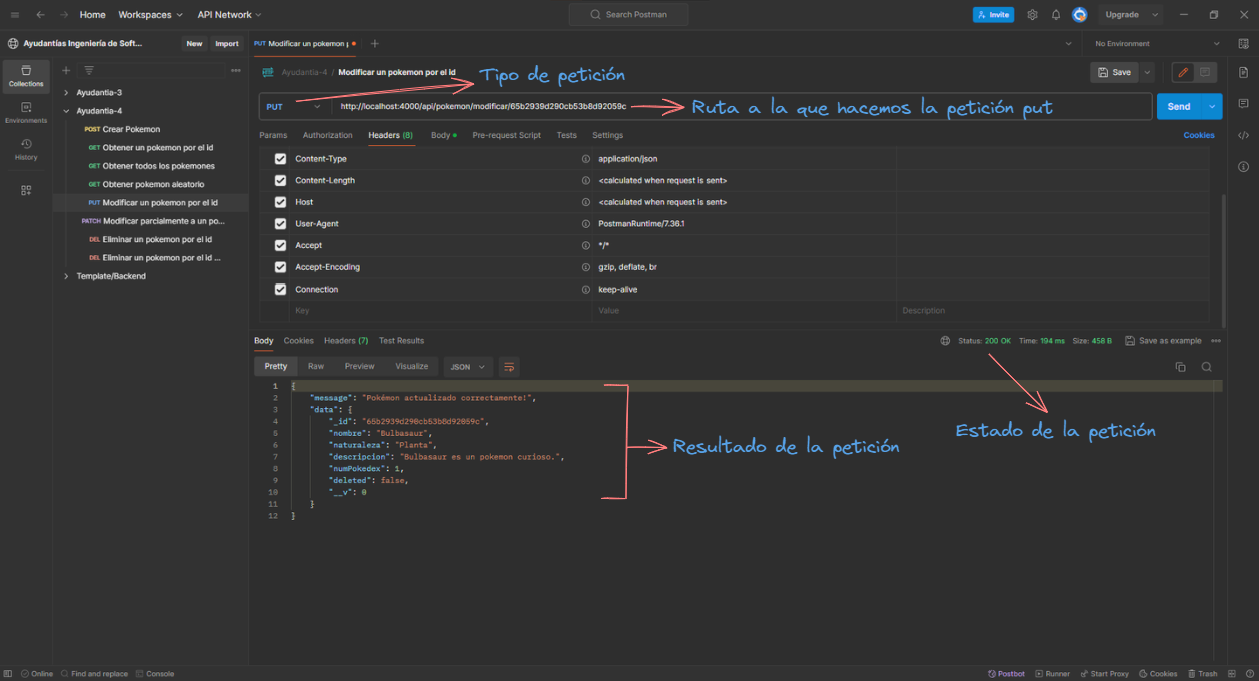 Home Workspaces API Network Search Postman Invite Upgrade
Ayudantías Ingeniería de Soft... New Import PUT Modificar un pokemon p No Environment
Collections
Environments
History
Ayudantia-3
Ayudantia-4
POST Crear Pokemon
GET Obtener un pokemon por el id
GET Obtener todos los pokemones
GET Obtener pokemon aleatorio
PUT Modificar un pokemon por el id
PATCH Modificar parcialmente a un po...
DEL Eliminar un pokemon por el id
DEL Eliminar un pokemon por el id ...
Template/Backend
Ayudantia-4 / Modificar un pokemon por el id Tipo de petición Save
PUT http://localhost:4000/api/pokemon/modificar/65b2939d290cb53b8d92059c Ruta a la que hacemos la petición put Send
Params Authorization Headers (8) Body Pre-request Script Tests Settings Cookies
Content-Type application/json
Content-Length <calculated when request is sent>
Host <calculated when request is sent>
User-Agent PostmanRuntime/7.36.1
Accept */*
Accept-Encoding gzip, deflate, br
Connection keep-alive
Key Value Description
Body Cookies Headers (7) Test Results Status: 200 OK Time: 194 ms Size: 458 B Save as example
Pretty Raw Preview Visualize JSON
1 {
2 "message": "Pokémon actualizado correctamente!",
3 "data": {
4 "_id": "65b2939d290cb53b8d92059c",
5 "nombre": "Bulbasaur",
6 "naturaleza": "Planta",
7 "descripcion": "Bulbasaur es un pokemon curioso.",
8 "numPokedex": 1,
9 "deleted": false,
10 "__v": 0
11 }
12 }
Resultado de la petición
Estado de la petición
Online Find and replace Console Postbot Runner Start Proxy Cookies Trash